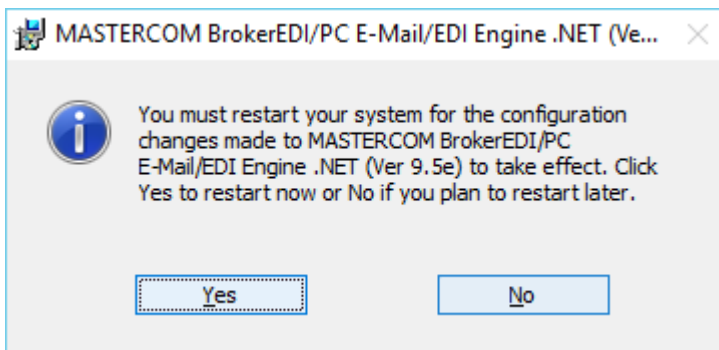 MASTERCOM BrokerEDI/PC E-Mail/EDI Engine .NET (Ve...
You must restart your system for the configuration
changes made to MASTERCOM BrokerEDI/PC
E-Mail/EDI Engine .NET (Ver 9.5e) to take effect. Click
Yes to restart now or No if you plan to restart later.
Yes
No